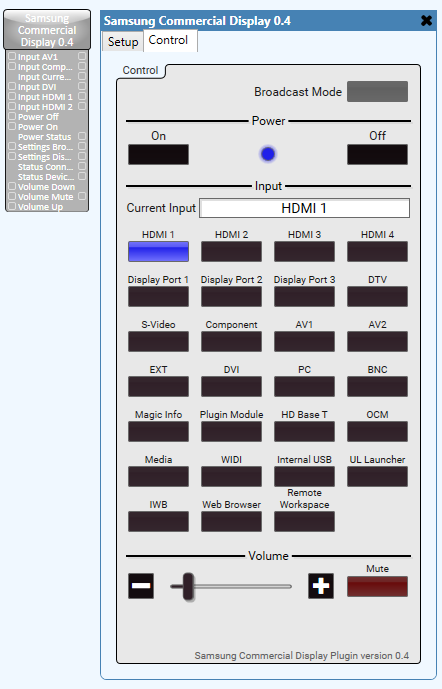 Samsung
Commercial
Display 0.4
Input AV1
Input Comp...
Input Curre...
Input DVI
Input HDMI 1
Input HDMI 2
Power Off
Power On
Power Status
Settings Bro...
Settings Dis...
Status Conn...
Status Devic...
Volume Down
Volume Mute
Volume Up
Samsung Commercial Display 0.4
Setup Control
Control
Broadcast Mode
Power
On Off
Input
Current Input HDMI 1
HDMI 1 HDMI 2 HDMI 3 HDMI 4
Display Port 1 Display Port 2 Display Port 3 DTV
S-Video Component AV1 AV2
EXT DVI PC BNC
Magic Info Plugin Module HD Base T OCM
Media WIDI Internal USB UL Launcher
IWB Web Browser Remote Workspace
Volume
Mute
Samsung Commercial Display Plugin version 0.4